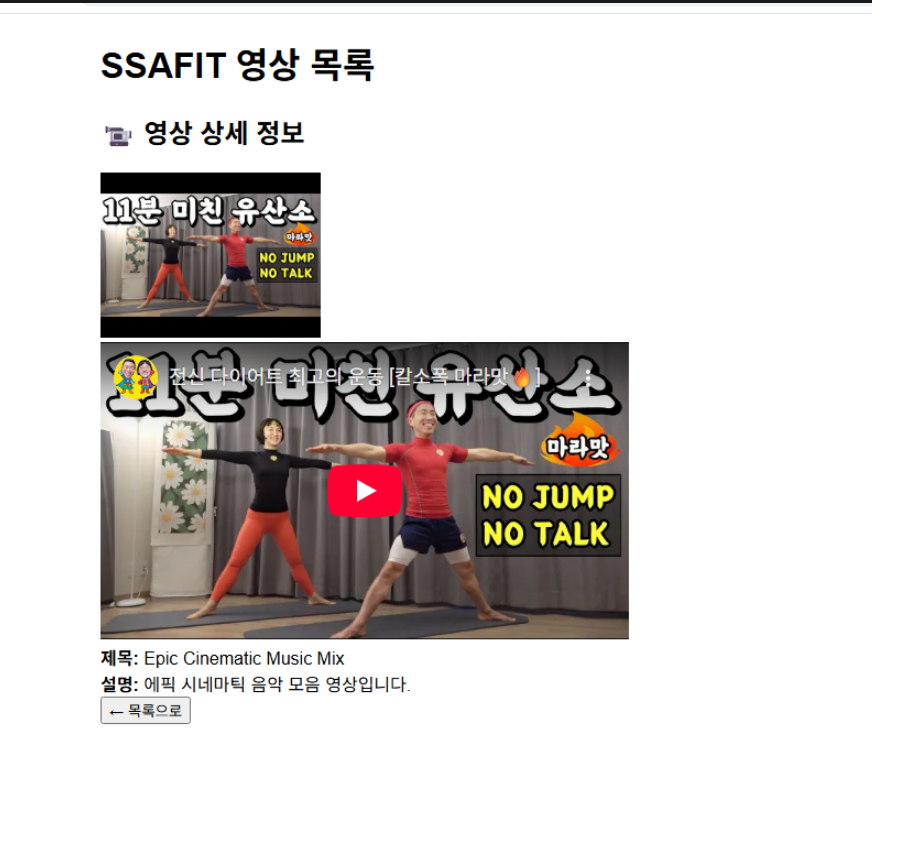 SSAFIT 영상 목록
영상 상세 정보
11분 미친 유산소
마라맛
NO JUMP
NO TALK
11분 미친 유산소
전신 다이어트 최고의 운동 [칼소폭 마라맛🔥]
마라맛
NO JUMP
NO TALK
제목: Epic Cinematic Music Mix
설명: 에픽 시네마틱 음악 모음 영상입니다.
← 목록으로